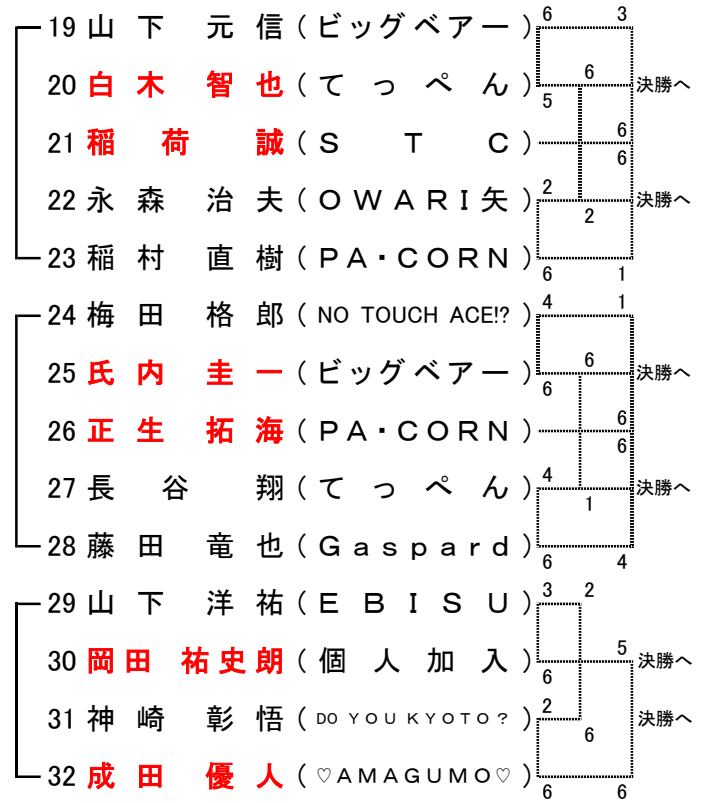 19 山下 元信 (ビッグベアー) 6 3
20 白木 智也 (てっぺん) 5 6 決勝へ
21 稲荷 誠 (STC) 6 6
22 永森 治夫 (OWARI矢) 2 2 決勝へ
23 稲村 直樹 (PA・CORN) 6 1
24 梅田 格郎 (NO TOUCH ACE!?) 4 1
25 氏内 圭一 (ビッグベアー) 6 6 決勝へ
26 正生 拓海 (PA・CORN) 6 6
27 長谷 翔 (てっぺん) 4 1 決勝へ
28 藤田 竜也 (Gaspard) 6 4
29 山下 洋祐 (EBISU) 3 2
30 岡田 祐史朗 (個人加入) 6 5 決勝へ
31 神崎 彰悟 (DO YOU KYOTO?) 2 6 決勝へ
32 成田 優人 (♡AMAGUMO♡) 6 6